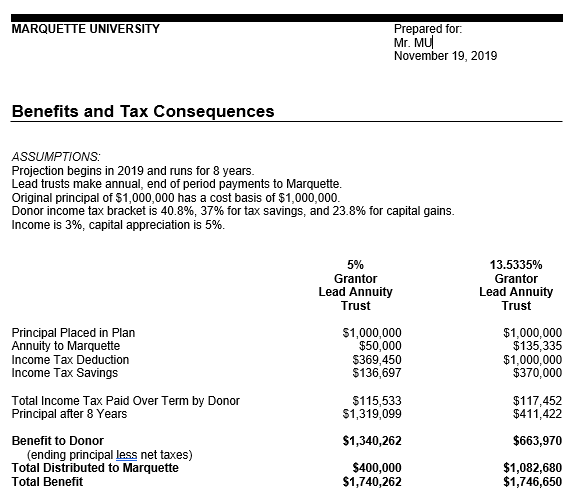 MARQUETTE UNIVERSITY
Prepared for:
Mr. MU
November 19, 2019
Benefits and Tax Consequences
ASSUMPTIONS:
Projection begins in 2019 and runs for 8 years.
Lead trusts make annual, end of period payments to Marquette.
Original principal of $1,000,000 has a cost basis of $1,000,000.
Donor income tax bracket is 40.8%, 37% for tax savings, and 23.8% for capital gains.
Income is 3%, capital appreciation is 5%.
5% 13.5335%
Grantor Grantor
Lead Annuity Lead Annuity
Trust Trust
Principal Placed in Plan $1,000,000 $1,000,000
Annuity to Marquette $50,000 $135,335
Income Tax Deduction $369,450 $1,000,000
Income Tax Savings $136,697 $370,000
Total Income Tax Paid Over Term by Donor $115,533 $117,452
Principal after 8 Years $1,319,099 $411,422
Benefit to Donor $1,340,262 $663,970
(ending principal less net taxes)
Total Distributed to Marquette $400,000 $1,082,680
Total Benefit $1,740,262 $1,746,650